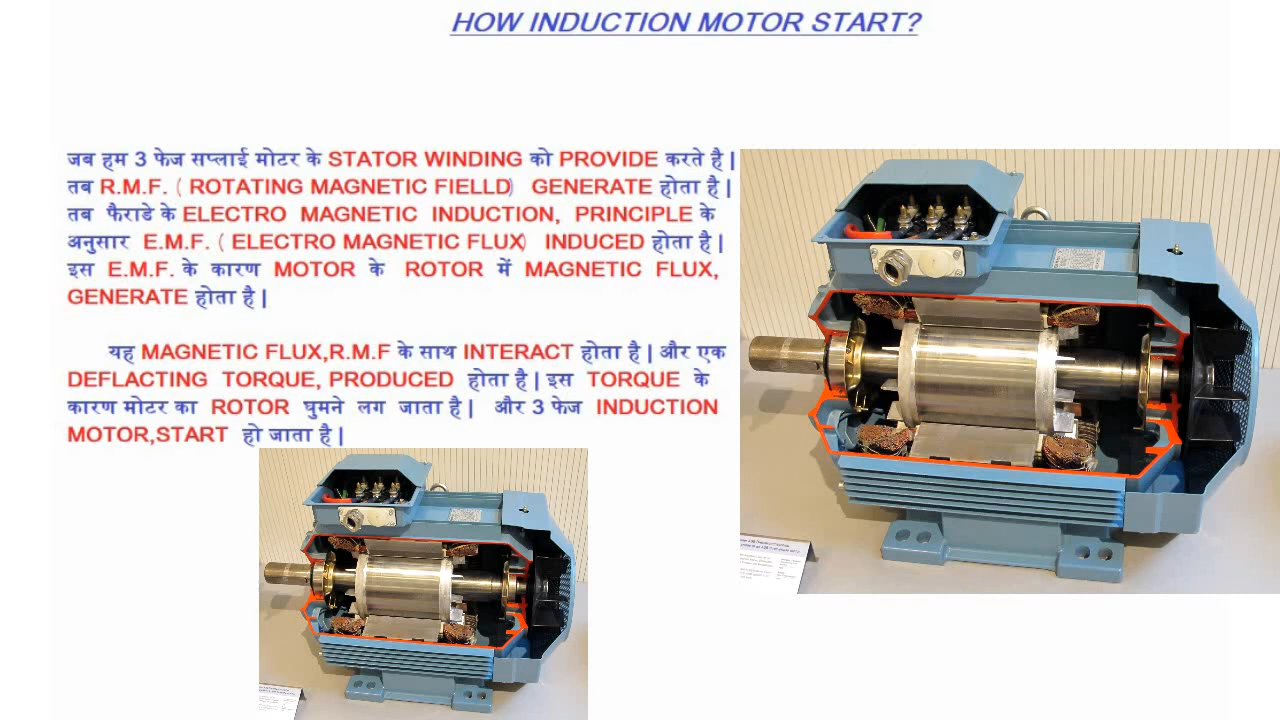 HOW INDUCTION MOTOR START?
जब हम 3 फेज सप्लाई मोटर के STATOR WINDING को PROVIDE करते है |
तब R.M.F. ( ROTATING MAGNETIC FIELLD) GENERATE होता है |
तब फैराडे के ELECTRO MAGNETIC INDUCTION, PRINCIPLE के
अनुसार E.M.F. ( ELECTRO MAGNETIC FLUX) INDUCED होता है |
इस E.M.F. के कारण MOTOR के ROTOR में MAGNETIC FLUX,
GENERATE होता है |
यह MAGNETIC FLUX,R.M.F के साथ INTERACT होता है | और एक
DEFLACTING TORQUE, PRODUCED होता है | इस TORQUE के
कारण मोटर का ROTOR घुमने लग जाता है | और 3 फेज INDUCTION
MOTOR,START हो जाता है |